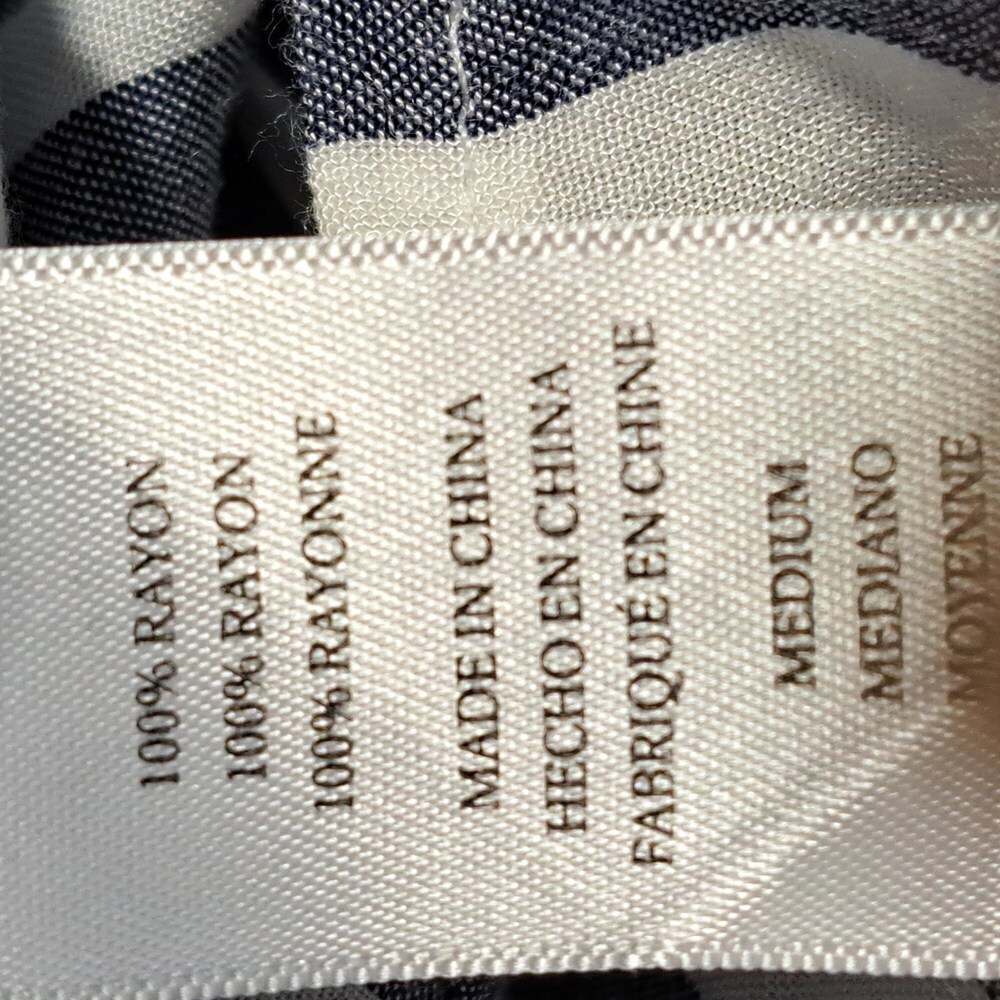 100% RAYON
100% RAYON
100% RAYONNE
MADE IN CHINA
HECHO EN CHINA
FABRIQUÉ EN CHINE
MEDIUM
MEDIANO
MOYENNE